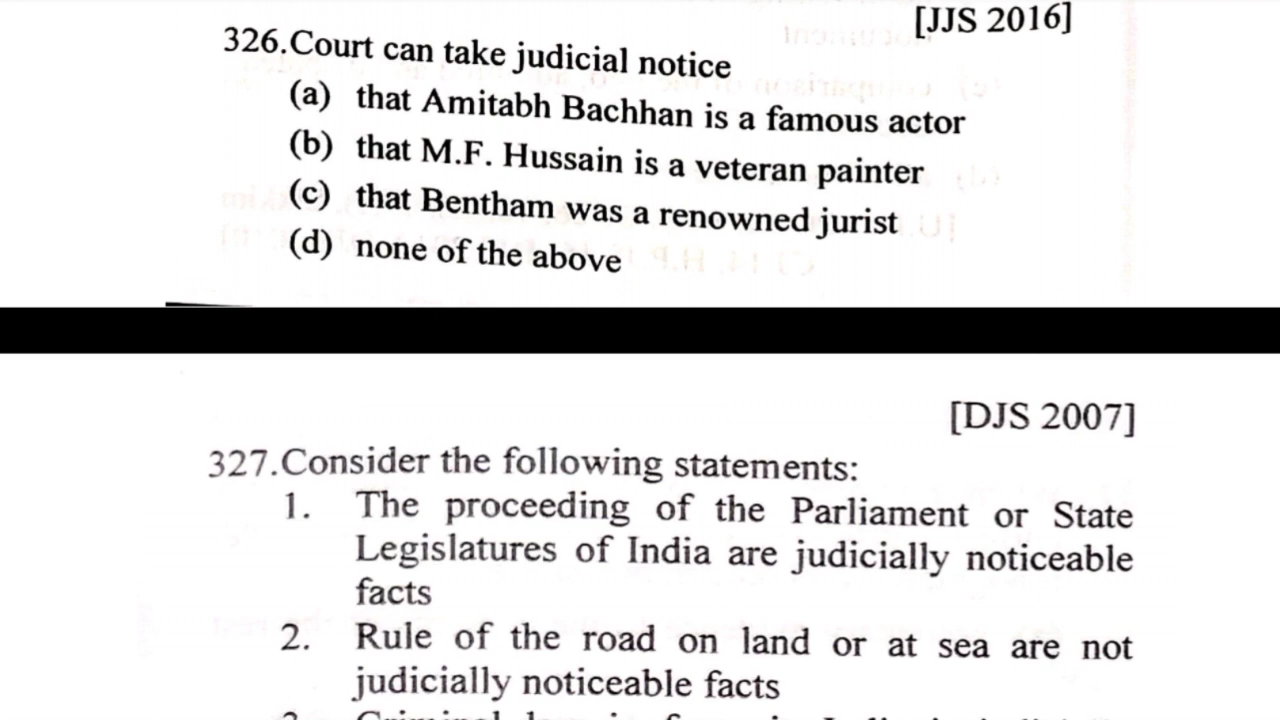 [JJS 2016]
326.Court can take judicial notice
(a) that Amitabh Bachhan is a famous actor
(b) that M.F. Hussain is a veteran painter
(c) that Bentham was a renowned jurist
(d) none of the above
[DJS 2007]
327.Consider the following statements:
1. The proceeding of the Parliament or State
Legislatures of India are judicially noticeable
facts
2. Rule of the road on land or at sea are not
judicially noticeable facts